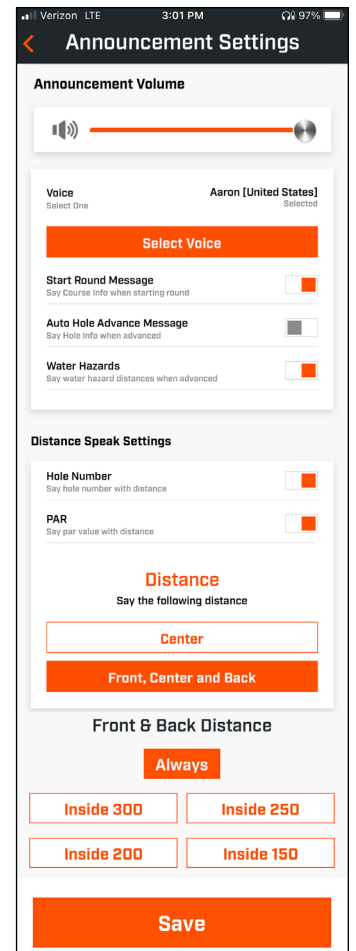 Verizon LTE 3:01 PM 97%
Announcement Settings
Announcement Volume
Voice Aaron [United States]
Select One Selected
Select Voice
Start Round Message
Say Course Info when starting round
Auto Hole Advance Message
Say Hole Info when advanced
Water Hazards
Say water hazard distances when advanced
Distance Speak Settings
Hole Number
Say hole number with distance
PAR
Say par value with distance
Distance
Say the following distance
Center
Front, Center and Back
Front & Back Distance
Always
Inside 300 Inside 250
Inside 200 Inside 150
Save